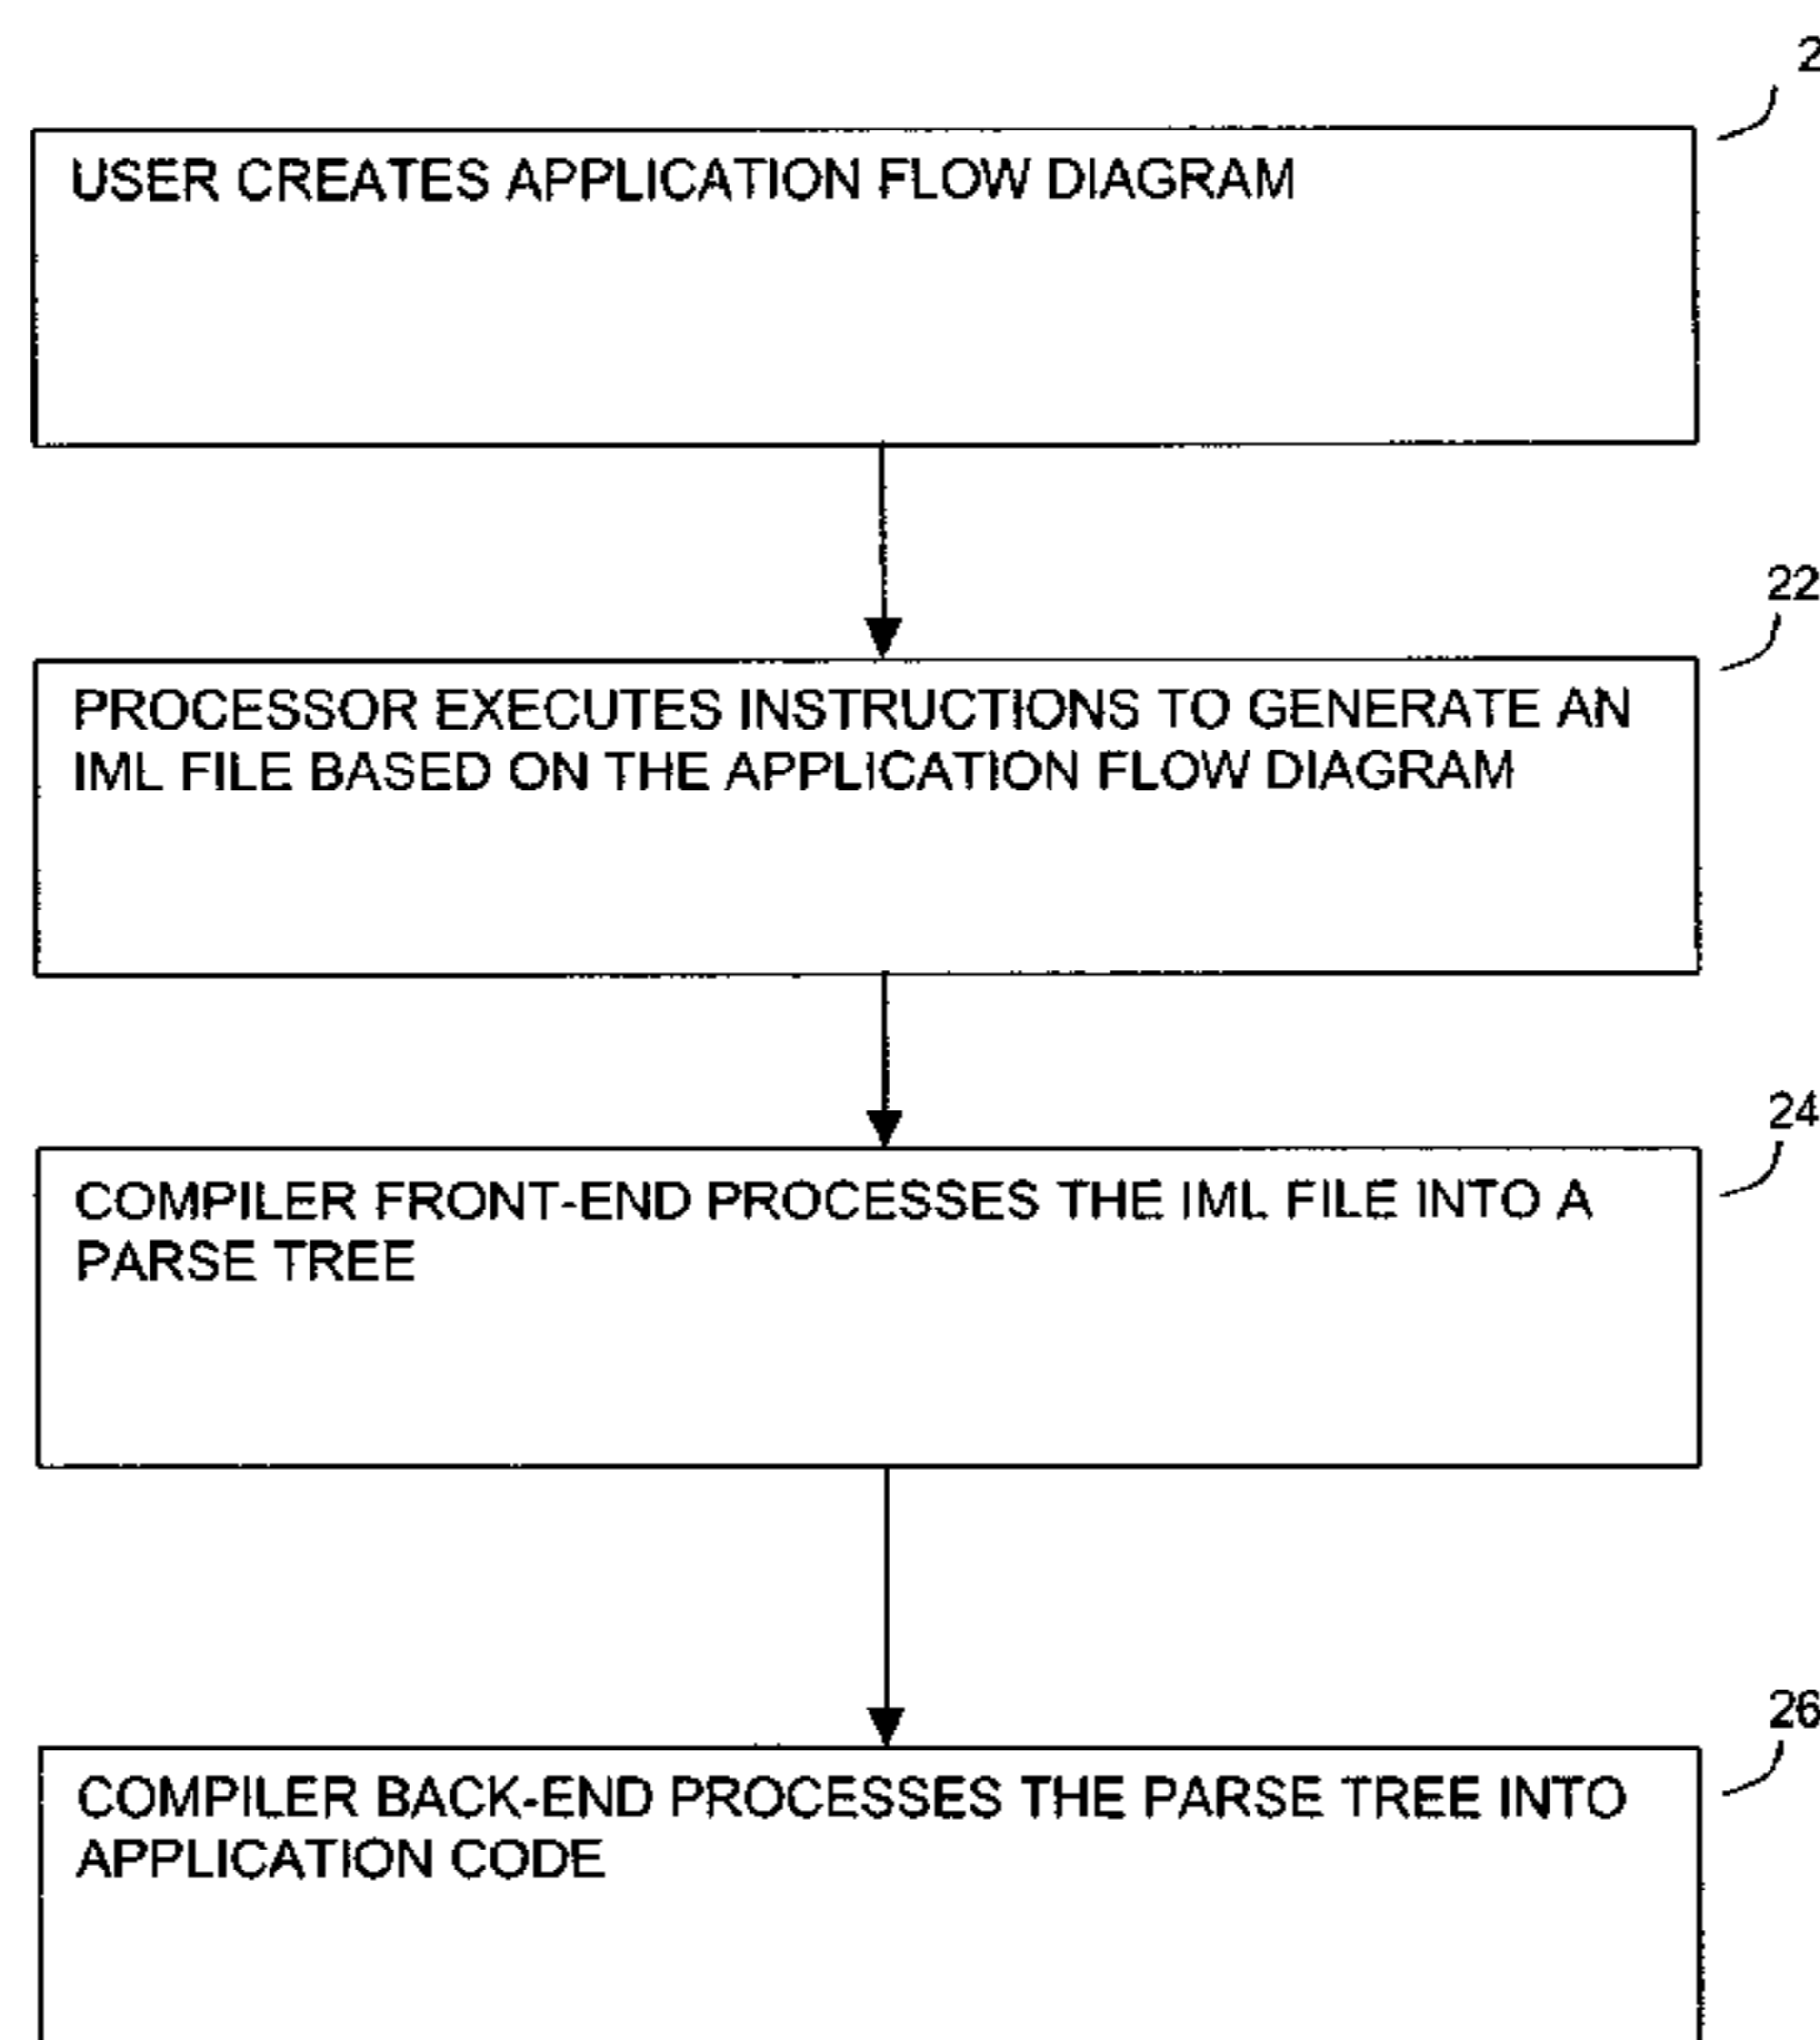 2
USER CREATES APPLICATION FLOW DIAGRAM
22
PROCESSOR EXECUTES INSTRUCTIONS TO GENERATE AN
IML FILE BASED ON THE APPLICATION FLOW DIAGRAM
24
COMPILER FRONT-END PROCESSES THE IML FILE INTO A
PARSE TREE
26
COMPILER BACK-END PROCESSES THE PARSE TREE INTO
APPLICATION CODE